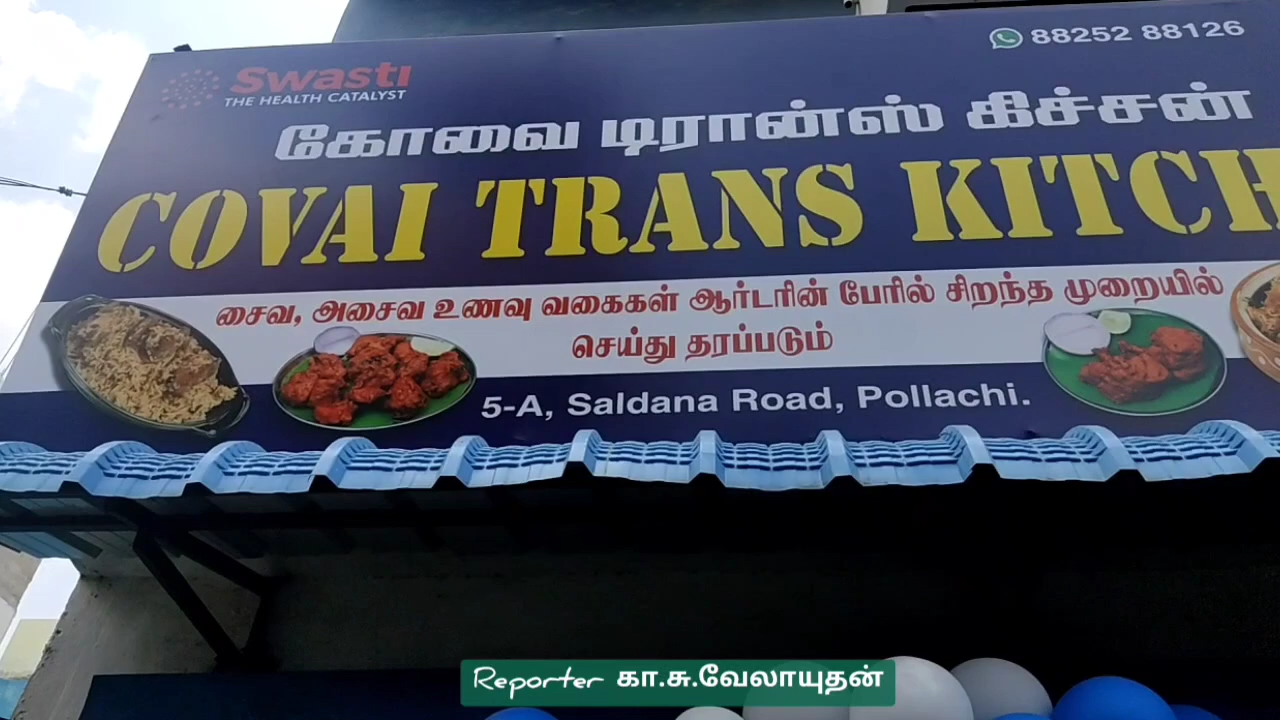 88252 88126
Swasti
THE HEALTH CATALYST
கோவை டிரான்ஸ் கிச்சன்
COVAI TRANS KITCH
சைவ, அசைவ உணவு வகைகள் ஆர்டரின் பேரில் சிறந்த முறையில்
செய்து தரப்படும்
5-A, Saldana Road, Pollachi.
Reporter கா.சு.வேலாயுதன்